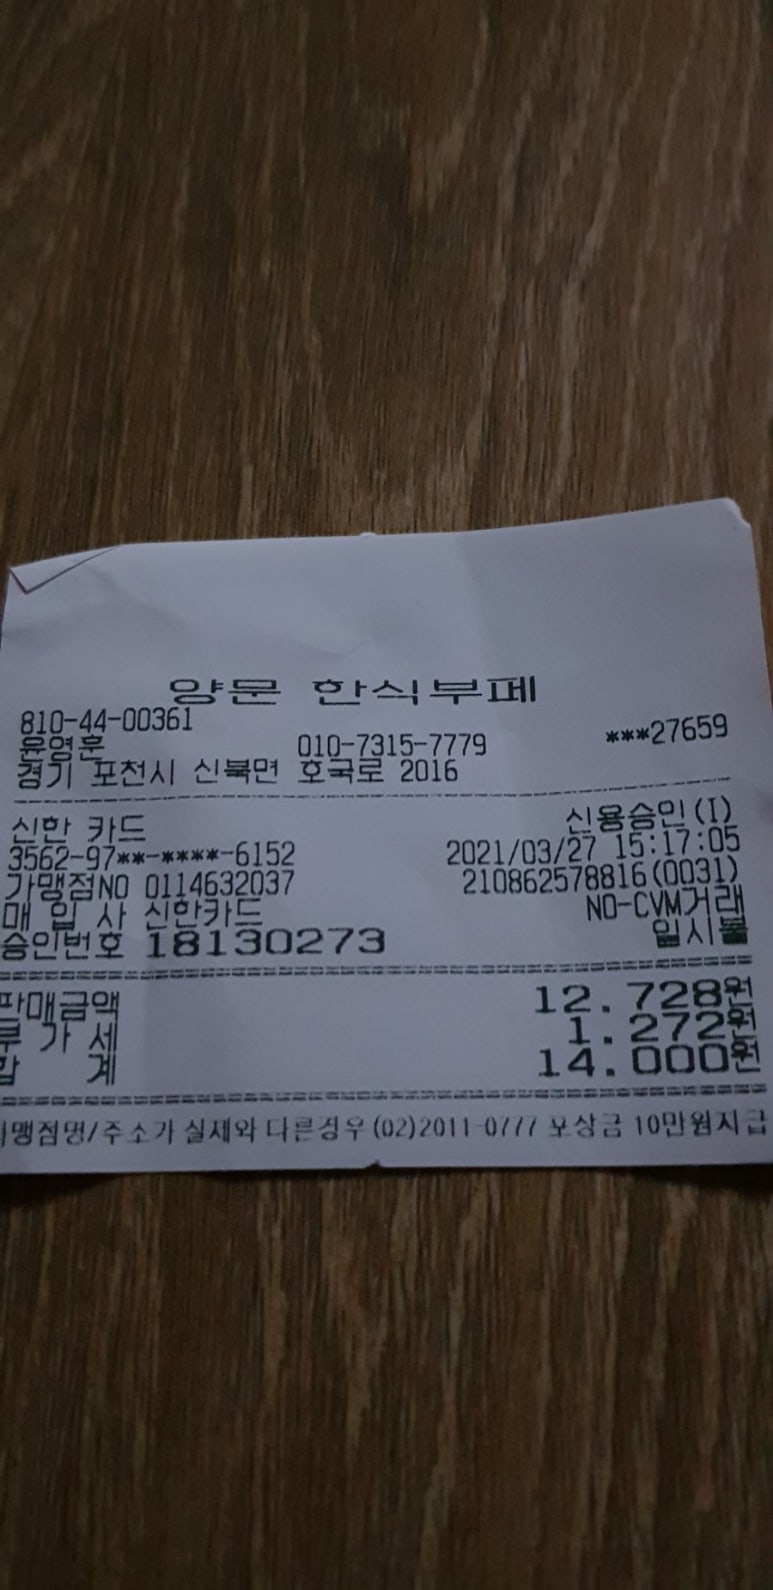 양문 한식부페
810-44-00361
윤영훈 010-7315-7779 ***27659
경기 포천시 신북면 호국로 2016
신한 카드 신용승인(I)
3562-97**-****-6152 2021/03/27 15:17:05
가맹점NO 0114632037 210862578816(0031)
매 입 사 신한카드 NO-CVM거래
승인번호 18130273 일시불
판매금액 12.728원
부 가 세 1.272원
합 계 14.000원
가맹점명/주소가 실제와 다른경우(02)2011-0777 보상금 10만원지급